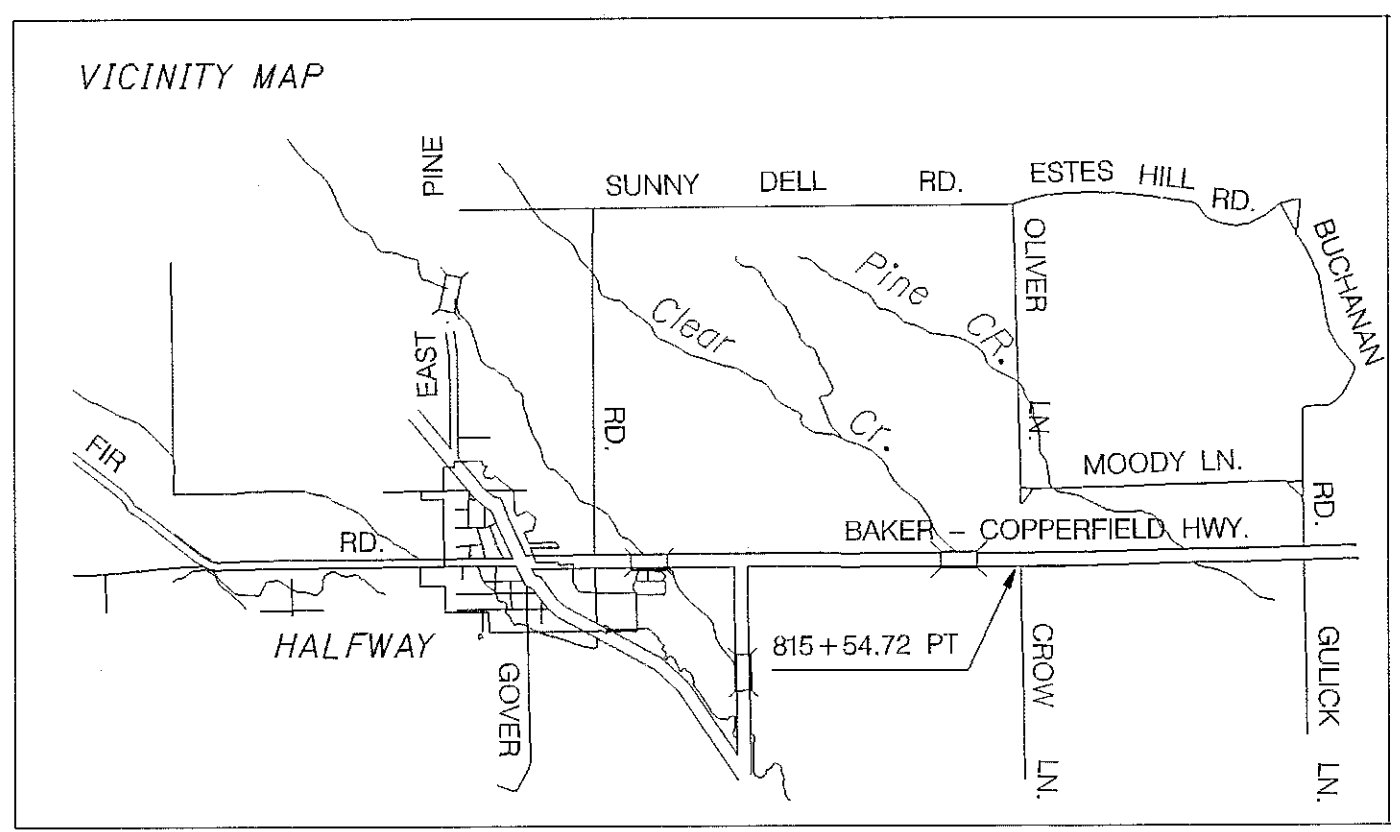 VICINITY MAP
PINE
SUNNY DELL RD.
ESTES HILL RD.
OLIVER LN.
BUCHANAN RD.
Pine CR.
Clear Cr.
EAST
RD.
FIR RD.
MOODY LN.
BAKER - COPPERFIELD HWY.
HALFWAY
GOVER
815+54.72 PT
CROW LN.
GULICK LN.